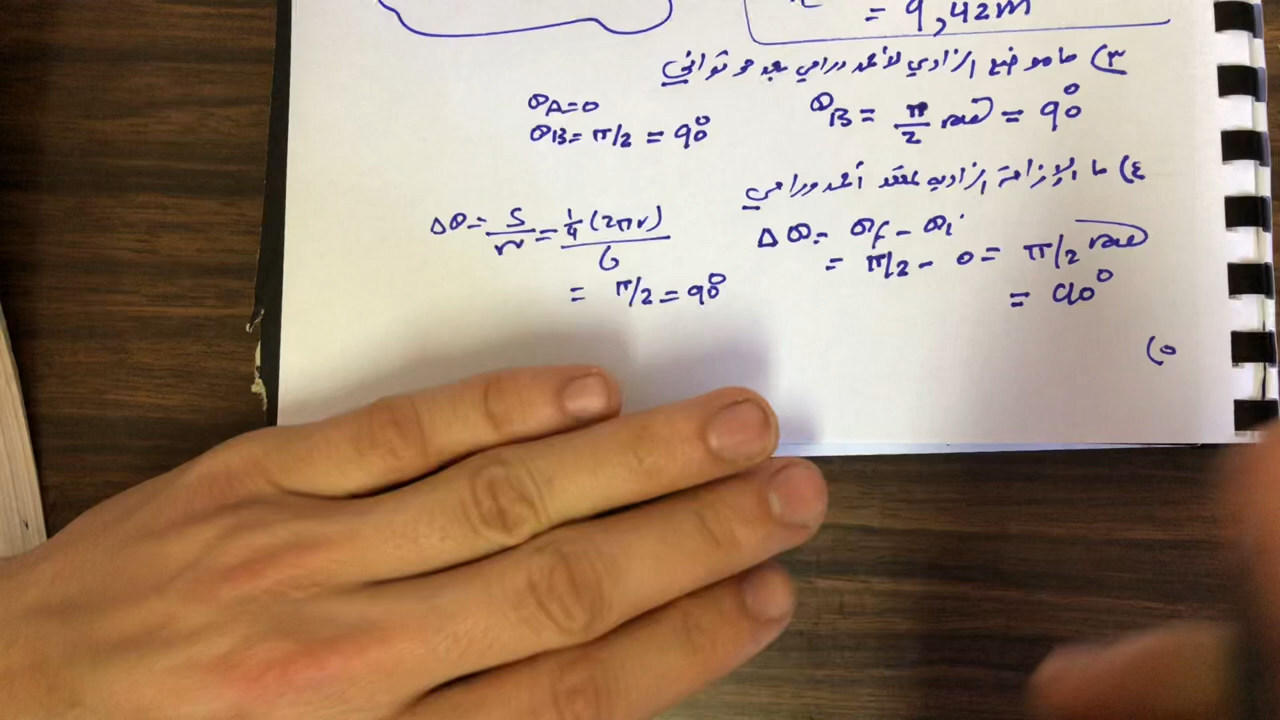 = 9,42m
٣) ما موضع الزاوي لأحمد ورامي بعد ٣ ثواني
θB = π/2 rad = 90°
θA = 0
θB = π/2 = 90°
٤) ما الإزاحة الزاوية لمقعد أحمد ورامي
Δθ = θf - θi
= π/2 - 0 = π/2 rad
= 90°
Δθ = S/r = 1/4 (2πr)/6
= π/2 = 90°
٥)